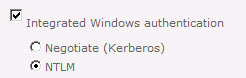 Integrated Windows authentication
Negotiate (Kerberos)
NTLM